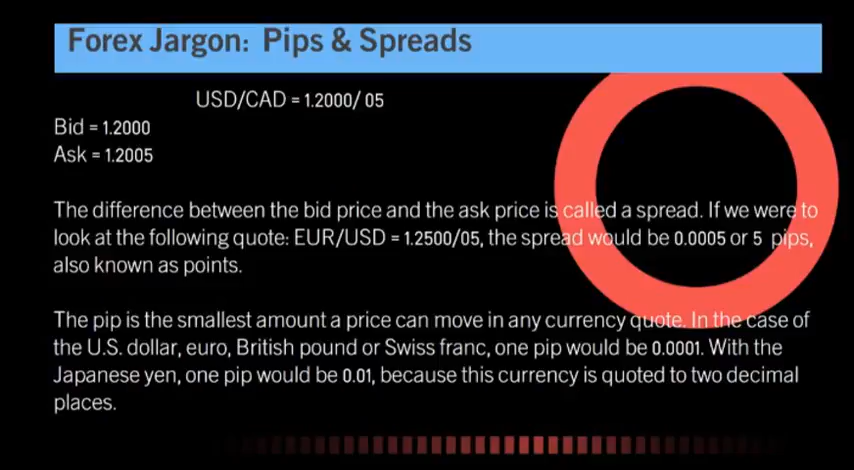 Forex Jargon: Pips & Spreads
USD/CAD = 1.2000/ 05
Bid = 1.2000
Ask = 1.2005
The difference between the bid price and the ask price is called a spread. If we were to
look at the following quote: EUR/USD = 1.2500/05, the spread would be 0.0005 or 5 pips,
also known as points.
The pip is the smallest amount a price can move in any currency quote. In the case of
the U.S. dollar, euro, British pound or Swiss franc, one pip would be 0.0001. With the
Japanese yen, one pip would be 0.01, because this currency is quoted to two decimal
places.